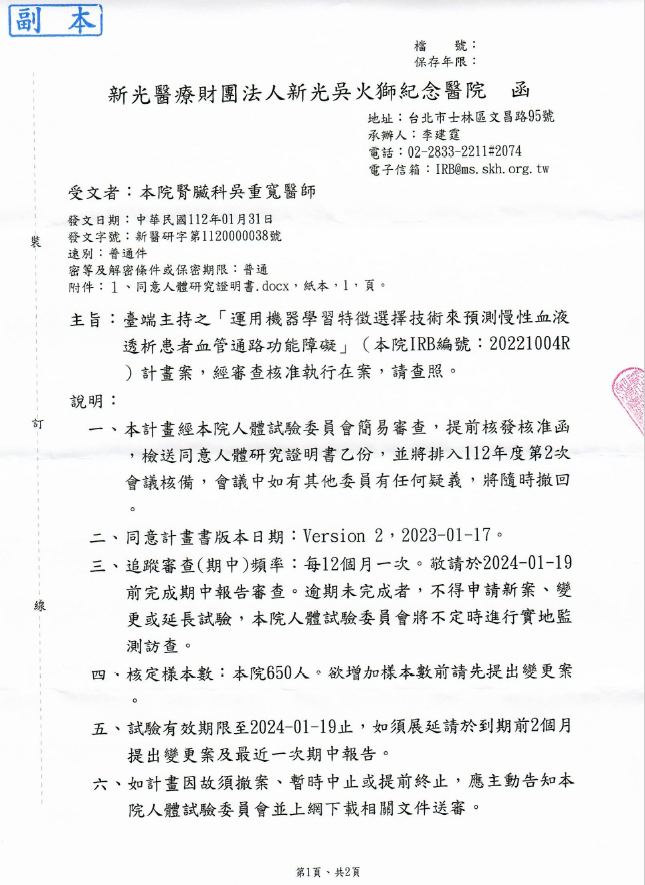 副本
檔　　號：
保存年限：
新光醫療財團法人新光吳火獅紀念醫院　函
地址：台北市士林區文昌路95號
承辦人：李建霆
電話：02-2833-2211#2074
電子信箱：IRB@ms.skh.org.tw
受文者：本院腎臟科吳重寬醫師
發文日期：中華民國112年01月31日
發文字號：新醫研字第1120000038號
速別：普通件
密等及解密條件或保密期限：普通
附件：1、同意人體研究證明書.docx，紙本，1，頁。
主旨：臺端主持之「運用機器學習特徵選擇技術來預測慢性血液
透析患者血管通路功能障礙」（本院IRB編號：20221004R
）計畫案，經審查核准執行在案，請查照。
說明：
一、本計畫經本院人體試驗委員會簡易審查，提前核發核准函
，檢送同意人體研究證明書乙份，並將排入112年度第2次
會議核備，會議中如有其他委員有任何疑義，將隨時撤回
。
二、同意計畫書版本日期：Version 2，2023-01-17。
三、追蹤審查(期中)頻率：每12個月一次。敬請於2024-01-19
前完成期中報告審查。逾期未完成者，不得申請新案、變
更或延長試驗，本院人體試驗委員會將不定時進行實地監
測訪查。
四、核定樣本數：本院650人。欲增加樣本數前請先提出變更案
。
五、試驗有效期限至2024-01-19止，如須展延請於到期前2個月
提出變更案及最近一次期中報告。
六、如計畫因故須撤案、暫時中止或提前終止，應主動告知本
院人體試驗委員會並上網下載相關文件送審。
裝
訂
線
第1頁、共2頁